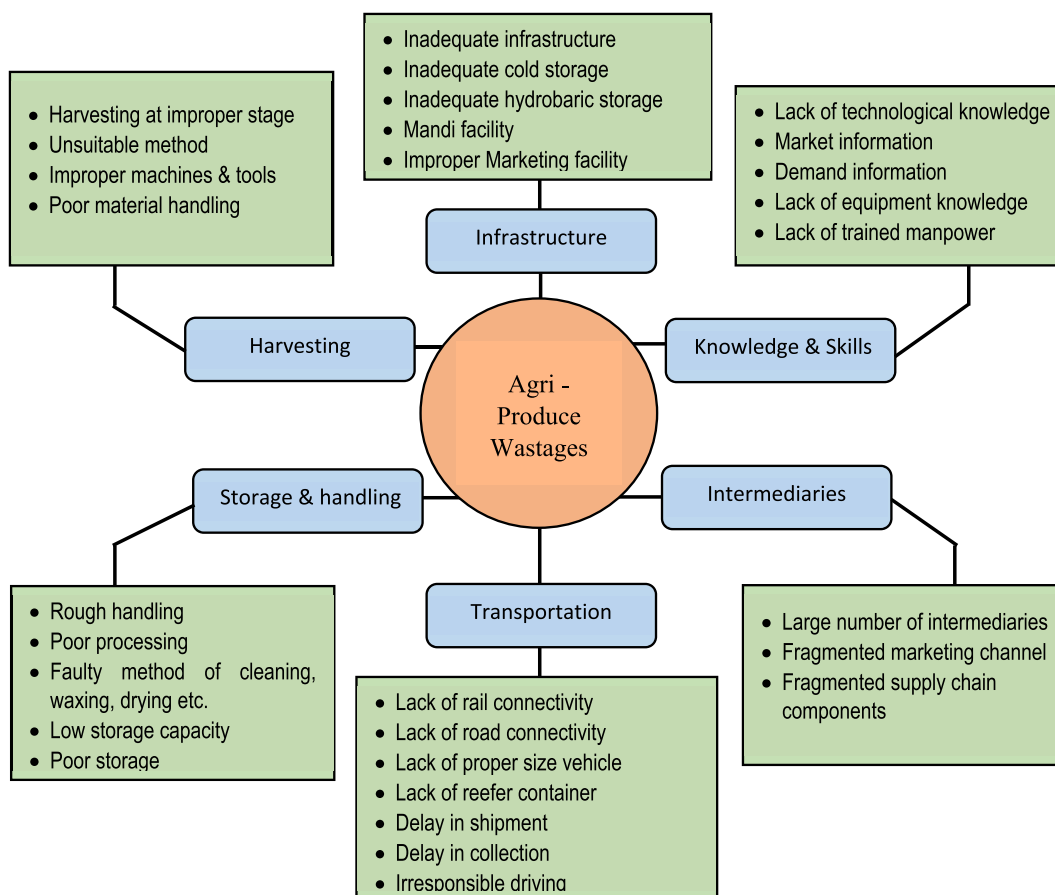 • Inadequate infrastructure
• Inadequate cold storage
• Inadequate hydrobaric storage
• Mandi facility
• Improper Marketing facility
Infrastructure
• Harvesting at improper stage
• Unsuitable method
• Improper machines & tools
• Poor material handling
Harvesting
• Lack of technological knowledge
• Market information
• Demand information
• Lack of equipment knowledge
• Lack of trained manpower
Knowledge & Skills
Agri -
Produce
Wastages
Storage & handling
• Rough handling
• Poor processing
• Faulty method of cleaning,
waxing, drying etc.
• Low storage capacity
• Poor storage
Transportation
• Lack of rail connectivity
• Lack of road connectivity
• Lack of proper size vehicle
• Lack of reefer container
• Delay in shipment
• Delay in collection
• Irresponsible driving
Intermediaries
• Large number of intermediaries
• Fragmented marketing channel
• Fragmented supply chain
components